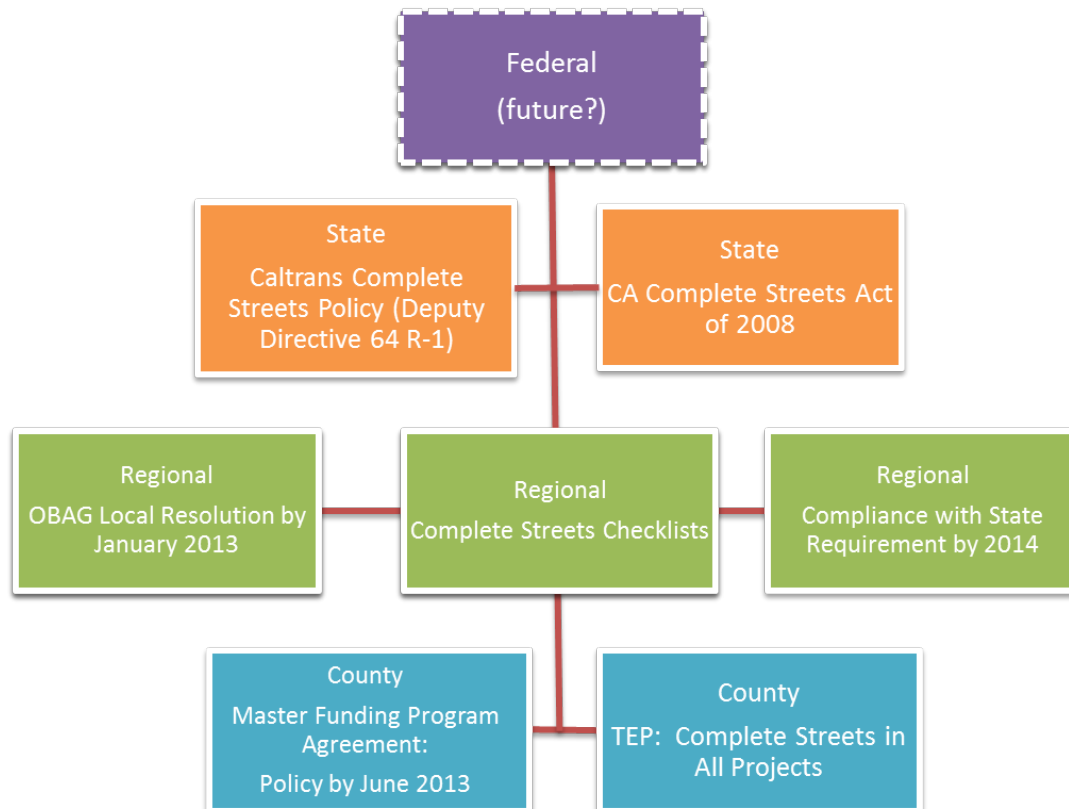 Federal
(future?)
State
Caltrans Complete
Streets Policy (Deputy
Directive 64 R-1)
State
CA Complete Streets Act
of 2008
Regional
OBAG Local Resolution by
January 2013
Regional
Complete Streets Checklists
Regional
Compliance with State
Requirement by 2014
County
Master Funding Program
Agreement:
Policy by June 2013
County
TEP:  Complete Streets in
All Projects